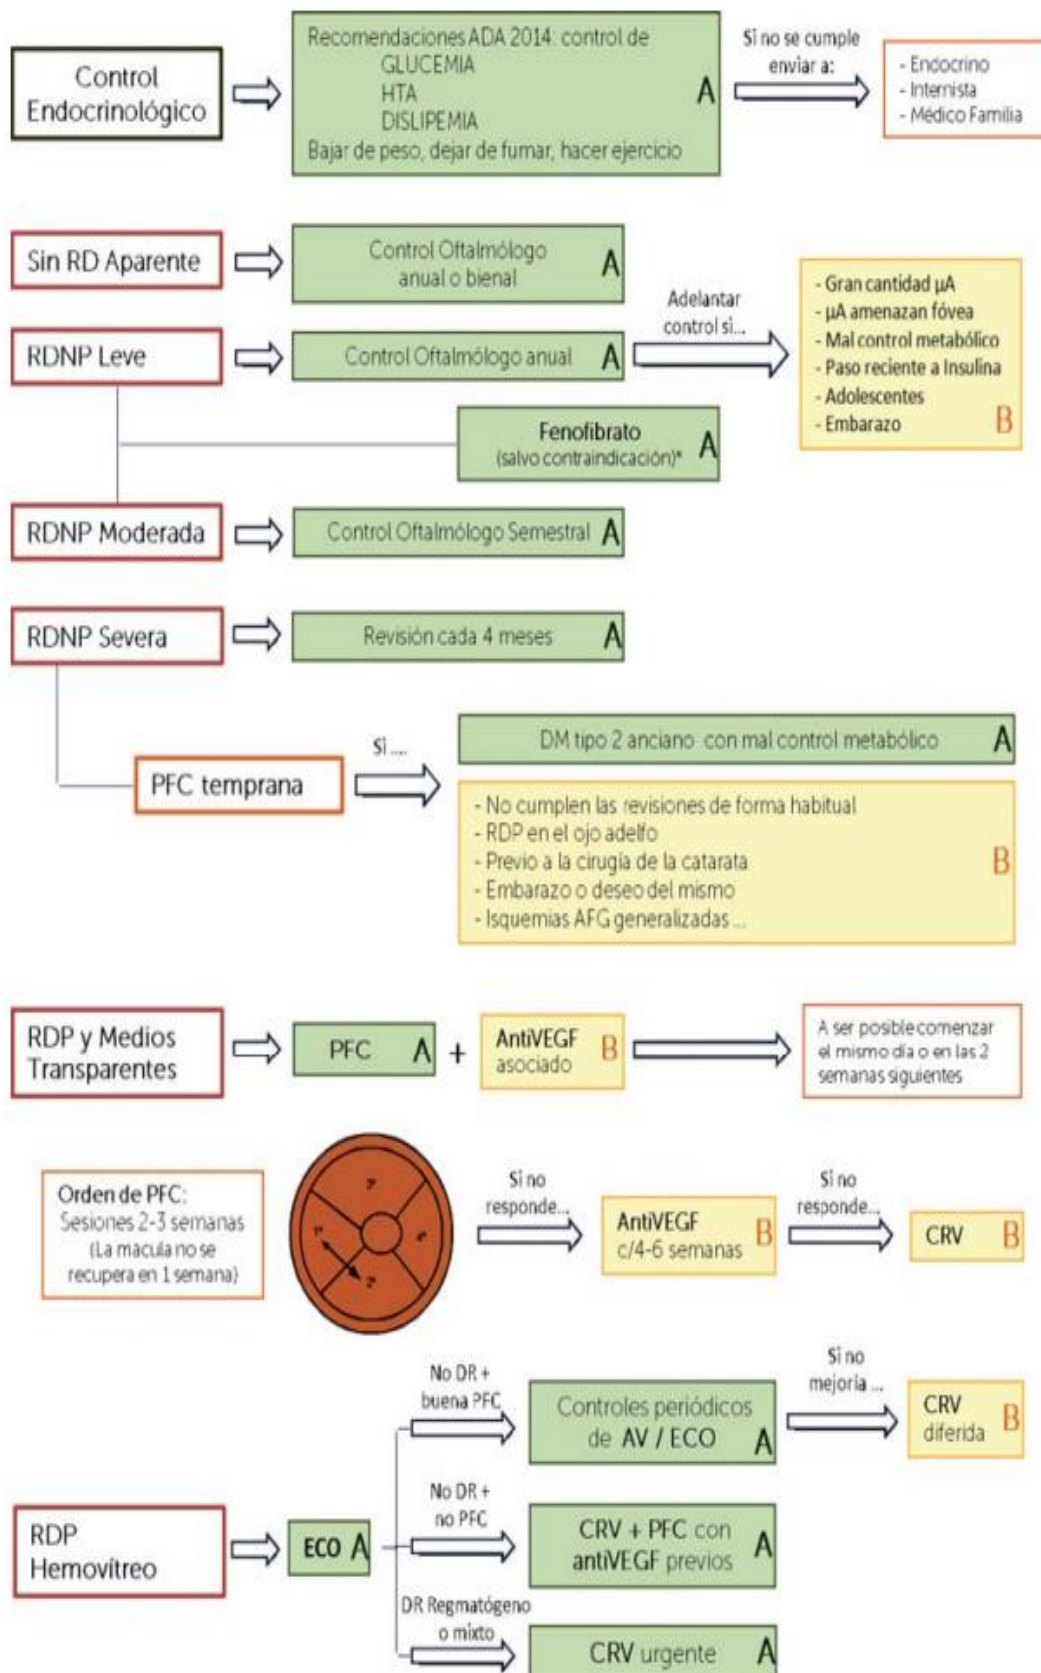 Control
Endocrinológico
Recomendaciones ADA 2014: control de
GLUCEMIA
HTA
DISLIPEMIA
Bajar de peso, dejar de fumar, hacer ejercicio
A
Si no se cumple
enviar a:
- Endocrino
- Internista
- Médico Familia
Sin RD Aparente
Control Oftalmólogo
anual o bienal
A
RDNP Leve
Control Oftalmólogo anual
A
Adelantar
control si...
- Gran cantidad µA
- µA amenazan fóvea
- Mal control metabólico
- Paso reciente a Insulina
- Adolescentes
- Embarazo
B
Fenofibrato
(salvo contraindicación)*
A
RDNP Moderada
Control Oftalmólogo Semestral
A
RDNP Severa
Revisión cada 4 meses
A
PFC temprana
Si ....
DM tipo 2 anciano con mal control metabólico
A
- No cumplen las revisiones de forma habitual
- RDP en el ojo adelfo
- Previo a la cirugía de la catarata
- Embarazo o deseo del mismo
- Isquemias AFG generalizadas ...
B
RDP y Medios
Transparentes
PFC
A
+
AntiVEGF
asociado
B
A ser posible comenzar
el mismo día o en las 2
semanas siguientes
Orden de PFC:
Sesiones 2-3 semanas
(La mácula no se
recupera en 1 semana)
3º
1º
4º
2º
Si no
responde...
AntiVEGF
c/4-6 semanas
B
Si no
responde...
CRV
B
RDP
Hemovítreo
ECO
A
No DR +
buena PFC
Controles periódicos
de AV / ECO
A
Si no
mejoría ...
CRV
diferida
B
No DR +
no PFC
CRV + PFC con
antiVEGF previos
A
DR Regmatógeno
o mixto
CRV urgente
A